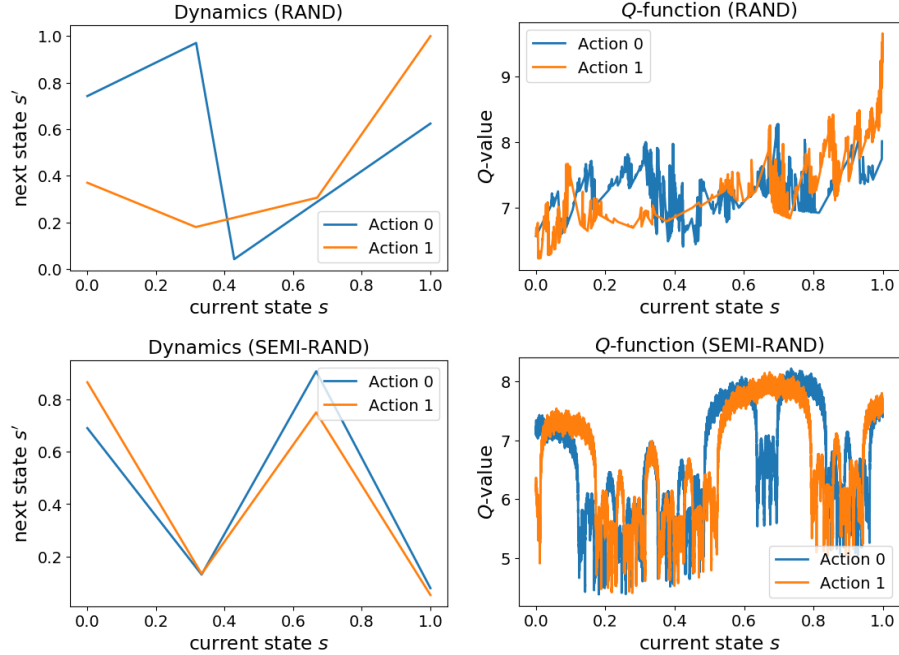 Dynamics (RAND)
next state s′
1.0
0.8
0.6
0.4
0.2
0.0
Action 0
Action 1
0.0 0.2 0.4 0.6 0.8 1.0
current state s
Q-function (RAND)
Q-value
9
8
7
Action 0
Action 1
0.0 0.2 0.4 0.6 0.8 1.0
current state s
Dynamics (SEMI-RAND)
next state s′
0.8
0.6
0.4
0.2
Action 0
Action 1
0.0 0.2 0.4 0.6 0.8 1.0
current state s
Q-function (SEMI-RAND)
Q-value
8
7
6
5
Action 0
Action 1
0.0 0.2 0.4 0.6 0.8 1.0
current state s